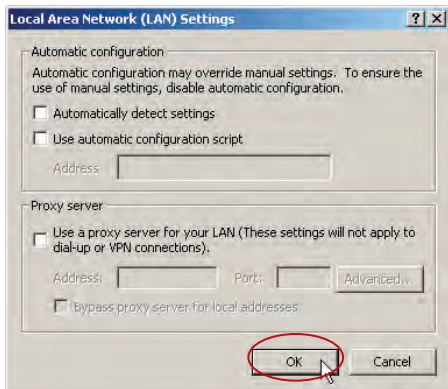 Local Area Network (LAN) Settings
Automatic configuration
Automatic configuration may override manual settings. To ensure the
use of manual settings, disable automatic configuration.
Automatically detect settings
Use automatic configuration script
Address
Proxy server
Use a proxy server for your LAN (These settings will not apply to
dial-up or VPN connections).
Address: Port: Advanced...
Bypass proxy server for local addresses
OK Cancel